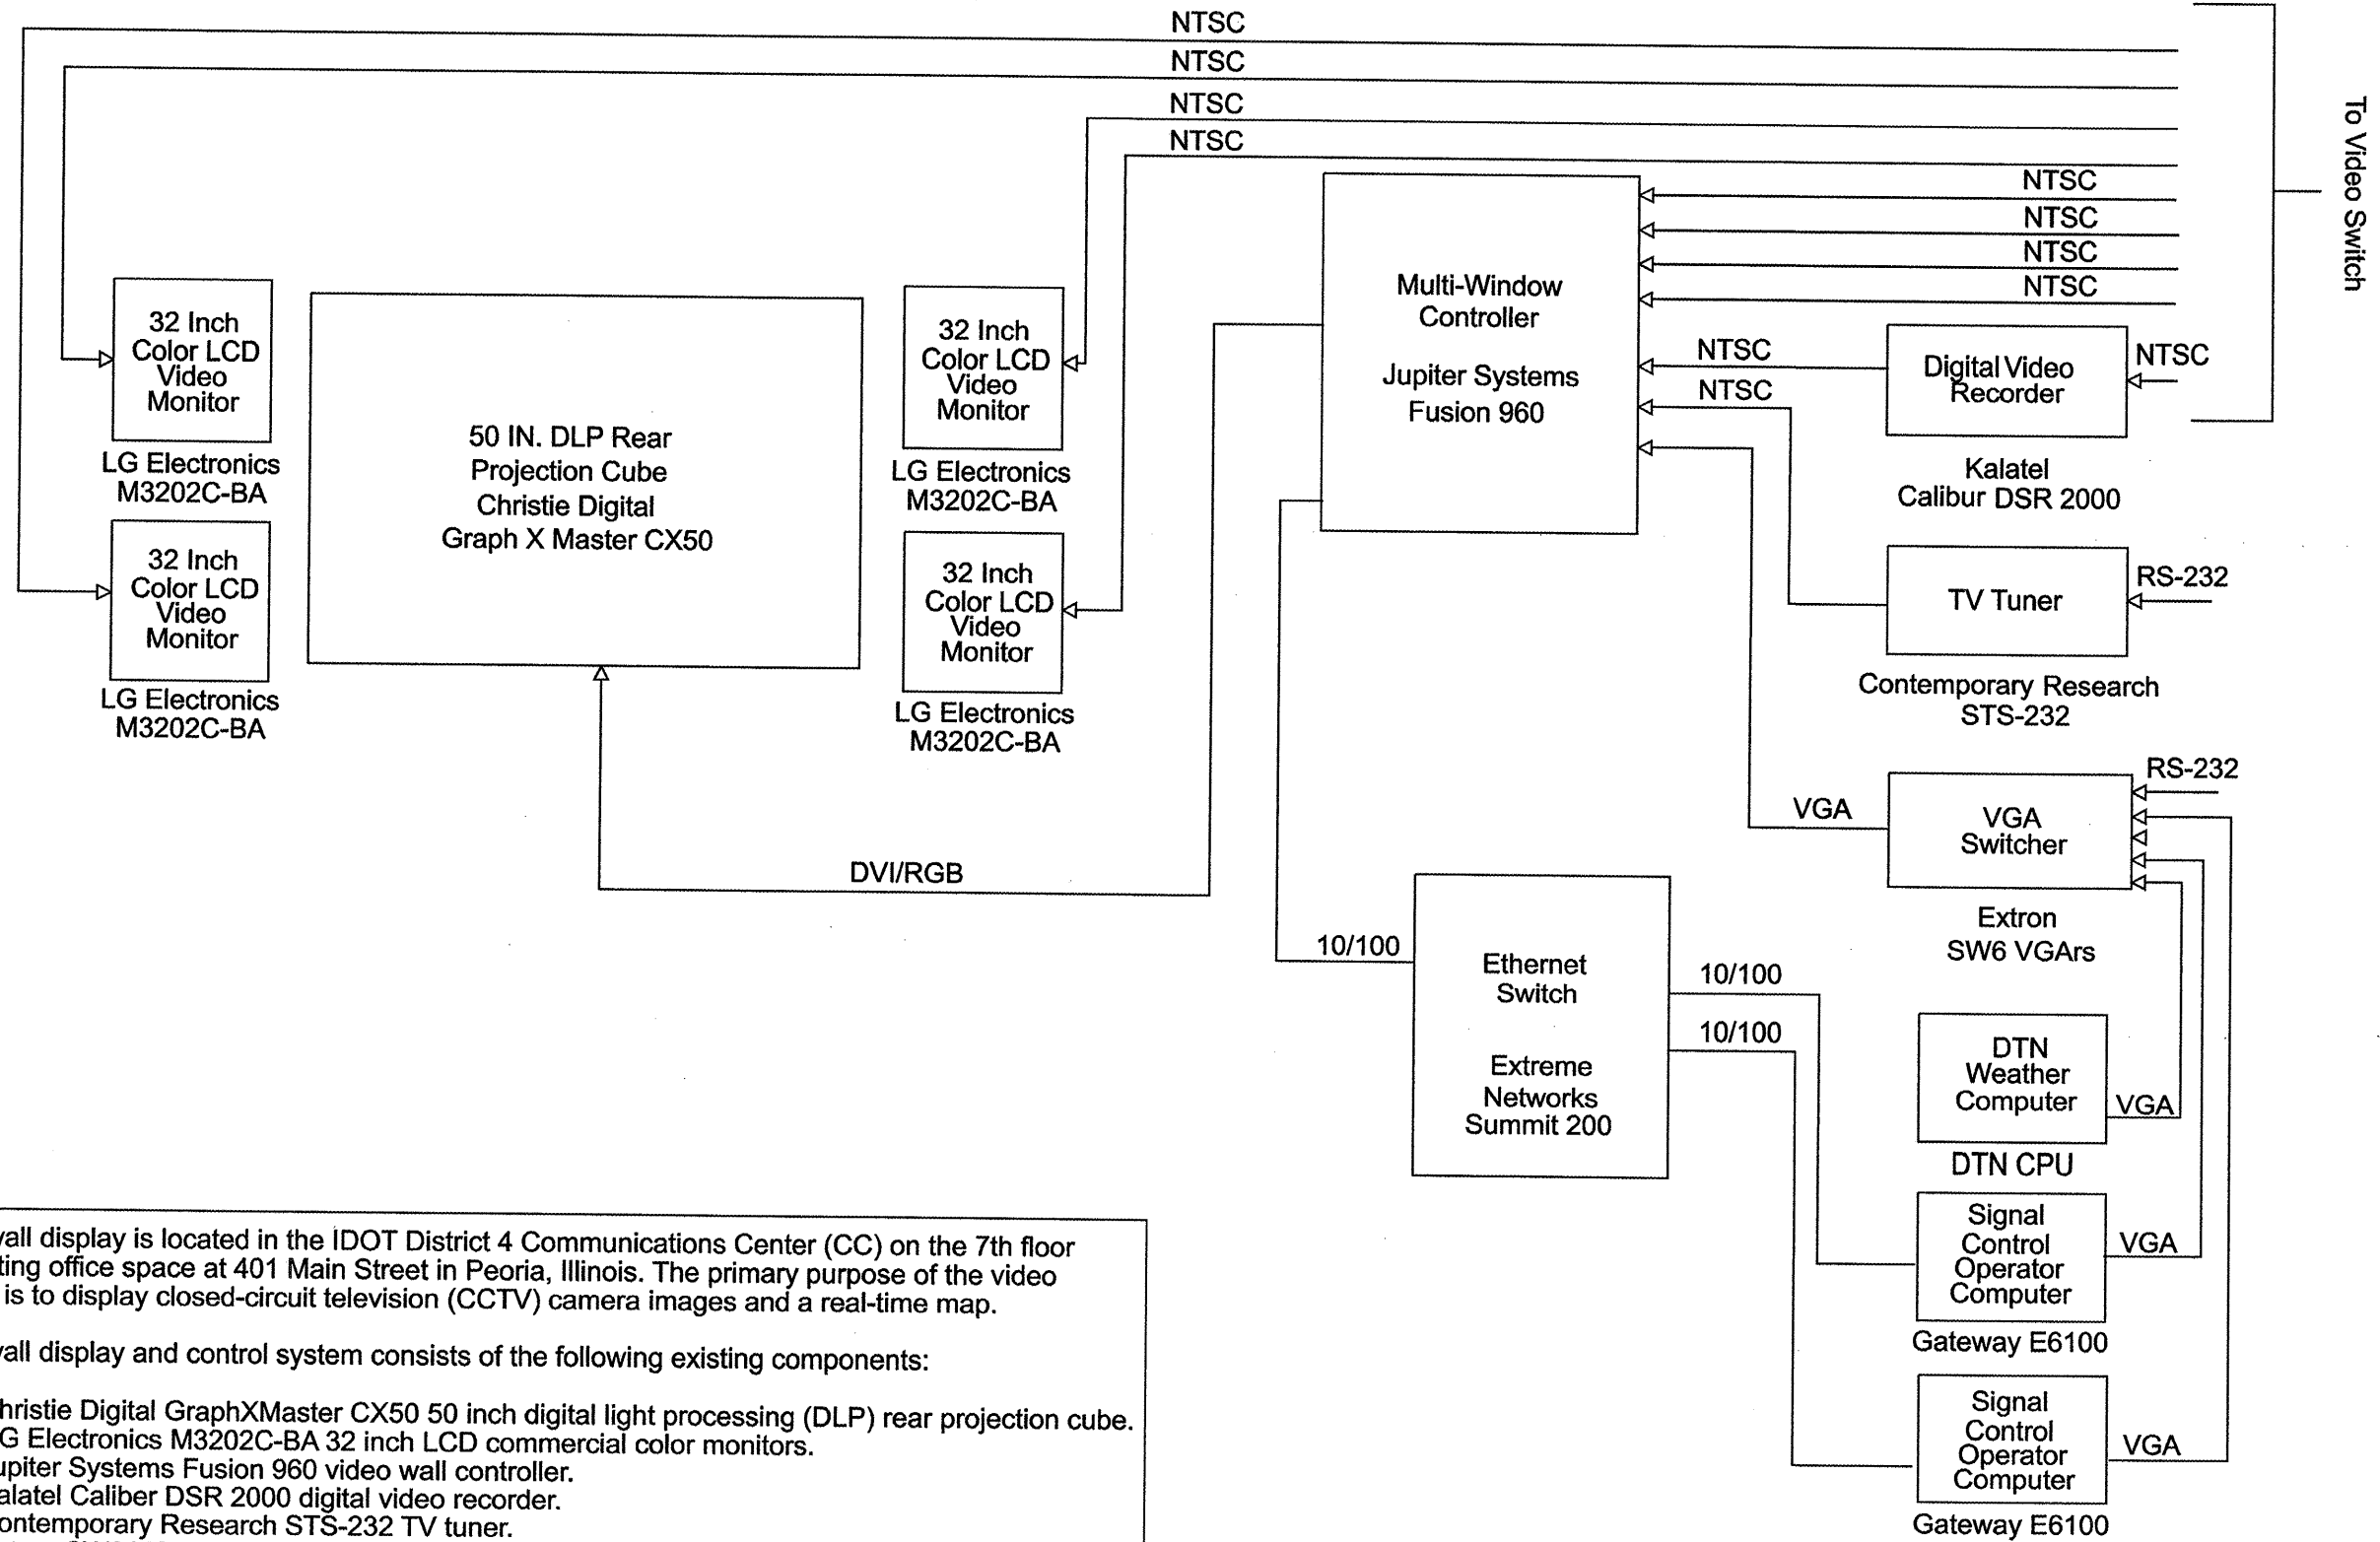 NTSC
NTSC
NTSC
NTSC
To Video Switch
NTSC
NTSC
NTSC
NTSC
32 Inch
Color LCD
Video
Monitor
LG Electronics
M3202C-BA
32 Inch
Color LCD
Video
Monitor
LG Electronics
M3202C-BA
50 IN. DLP Rear
Projection Cube
Christie Digital
Graph X Master CX50
32 Inch
Color LCD
Video
Monitor
LG Electronics
M3202C-BA
32 Inch
Color LCD
Video
Monitor
LG Electronics
M3202C-BA
Multi-Window
Controller
Jupiter Systems
Fusion 960
NTSC
NTSC
Digital Video
Recorder
NTSC
Kalatel
Calibur DSR 2000
TV Tuner
RS-232
Contemporary Research
STS-232
RS-232
VGA
VGA
Switcher
Extron
SW6 VGArs
DVI/RGB
10/100
Ethernet
Switch
Extreme
Networks
Summit 200
10/100
10/100
DTN
Weather
Computer
VGA
DTN CPU
Signal
Control
Operator
Computer
VGA
Gateway E6100
Signal
Control
Operator
Computer
VGA
Gateway E6100
wall display is located in the IDOT District 4 Communications Center (CC) on the 7th floor
ting office space at 401 Main Street in Peoria, Illinois. The primary purpose of the video
is to display closed-circuit television (CCTV) camera images and a real-time map.
wall display and control system consists of the following existing components:
hristie Digital GraphXMaster CX50 50 inch digital light processing (DLP) rear projection cube.
G Electronics M3202C-BA 32 inch LCD commercial color monitors.
upiter Systems Fusion 960 video wall controller.
alatel Caliber DSR 2000 digital video recorder.
ontemporary Research STS-232 TV tuner.